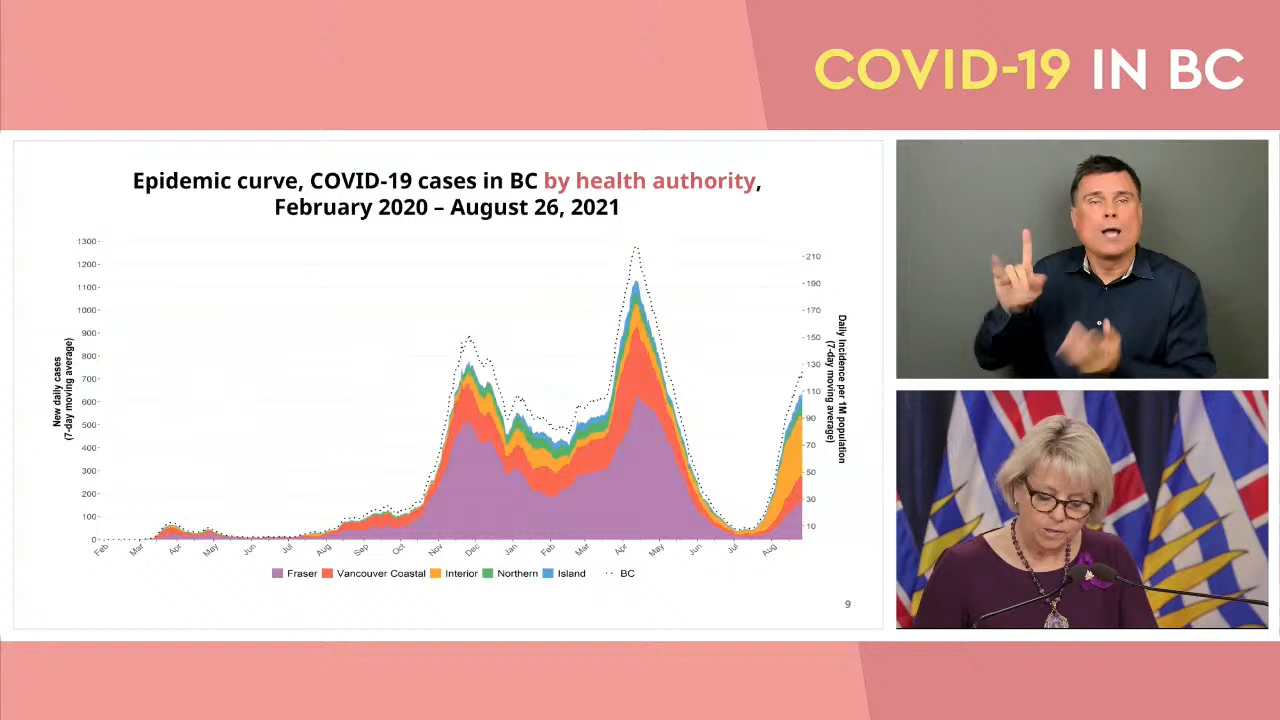 COVID-19 IN BC
Epidemic curve, COVID-19 cases in BC by health authority,
February 2020 – August 26, 2021
New daily cases
(7-day moving average)
1300
1200
1100
1000
900
800
700
600
500
400
300
200
100
0
210
190
170
150
130
110
90
70
50
30
10
Daily incidence per 1M population
(7-day moving average)
Feb Mar Apr May Jun Jul Aug Sep Oct Nov Dec Jan Feb Mar Apr May Jun Jul Aug
Fraser Vancouver Coastal Interior Northern Island BC
9